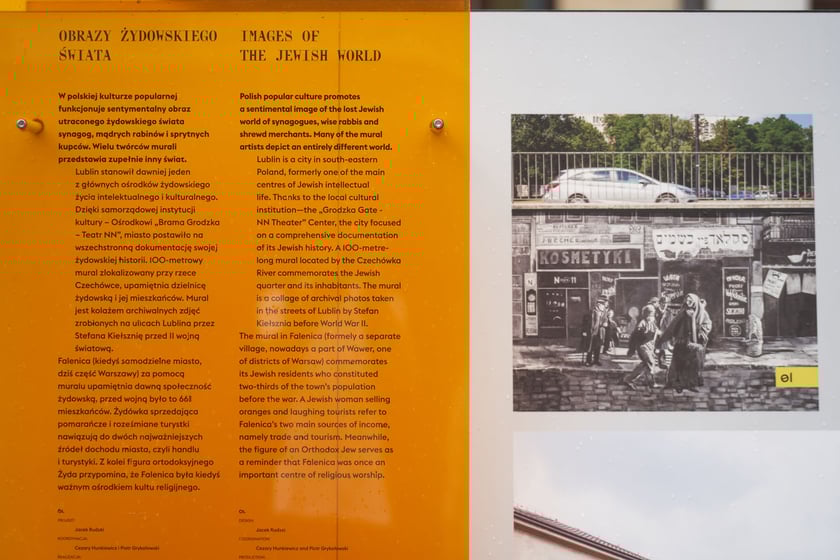 OBRAZY ŻYDOWSKIEGO
ŚWIATA
W polskiej kulturze popularnej
funkcjonuje sentymentalny obraz
utraconego żydowskiego świata
synagog, mądrych rabinów i sprytnych
kupców. Wielu twórców murali
przedstawia zupełnie inny świat.
Lublin stanowił dawniej jeden
z głównych ośrodków żydowskiego
życia intelektualnego i kulturalnego.
Dzięki samorządowej instytucji
kultury – Ośrodkowi „Brama Grodzka
– Teatr NN”, miasto postawiło na
wszechstronną dokumentację swojej
żydowskiej historii. 100-metrowy
mural zlokalizowany przy rzece
Czechówce, upamiętnia dzielnicę
żydowską i jej mieszkańców. Mural
jest kolażem archiwalnych zdjęć
zrobionych na ulicach Lublina przez
Stefana Kiełsznię przed II wojną
światową.
Falenica (kiedyś samodzielne miasto,
dziś część Warszawy) za pomocą
muralu upamiętnia dawną społeczność
żydowską, przed wojną było to 66%
mieszkańców. Żydówka sprzedająca
pomarańcze i roześmiane turystki
nawiązują do dwóch najważniejszych
źródeł dochodu miasta, czyli handlu
i turystyki. Z kolei figura ortodoksyjnego
Żyda przypomina, że Falenica była kiedyś
ważnym ośrodkiem kultu religijnego.
01.
PROJEKT:
Jacek Rudzki
KOORDYNACJA:
Cezary Hunkiewicz i Piotr Grykałowski
REALIZACJA:
IMAGES OF
THE JEWISH WORLD
Polish popular culture promotes
a sentimental image of the lost Jewish
world of synagogues, wise rabbis and
shrewd merchants. Many of the mural
artists depict an entirely different world.
Lublin is a city in south-eastern
Poland, formerly one of the main
centres of Jewish intellectual
life. Thanks to the local cultural
institution—the „Grodzka Gate -
NN Theater” Center, the city focused
on a comprehensive documentation
of its Jewish history. A 100-metre-
long mural located by the Czechówka
River commemorates the Jewish
quarter and its inhabitants. The mural
is a collage of archival photos taken
in the streets of Lublin by Stefan
Kiełsznia before World War II.
The mural in Falenica (formely a separate
village, nowadays a part of Wawer, one
of districts of Warsaw) commemorates
its Jewish residents who constituted
two-thirds of the town's population
before the war. A Jewish woman selling
oranges and laughing tourists refer to
Falenica's two main sources of income,
namely trade and tourism. Meanwhile,
the figure of an Orthodox Jew serves as
a reminder that Falenica was once an
important centre of religious worship.
01.
DESIGN:
Jacek Rudzki
COORDINATION:
Cezary Hunkiewicz and Piotr Grykałowski
PRODUCTION:
KOSMETYKI
01